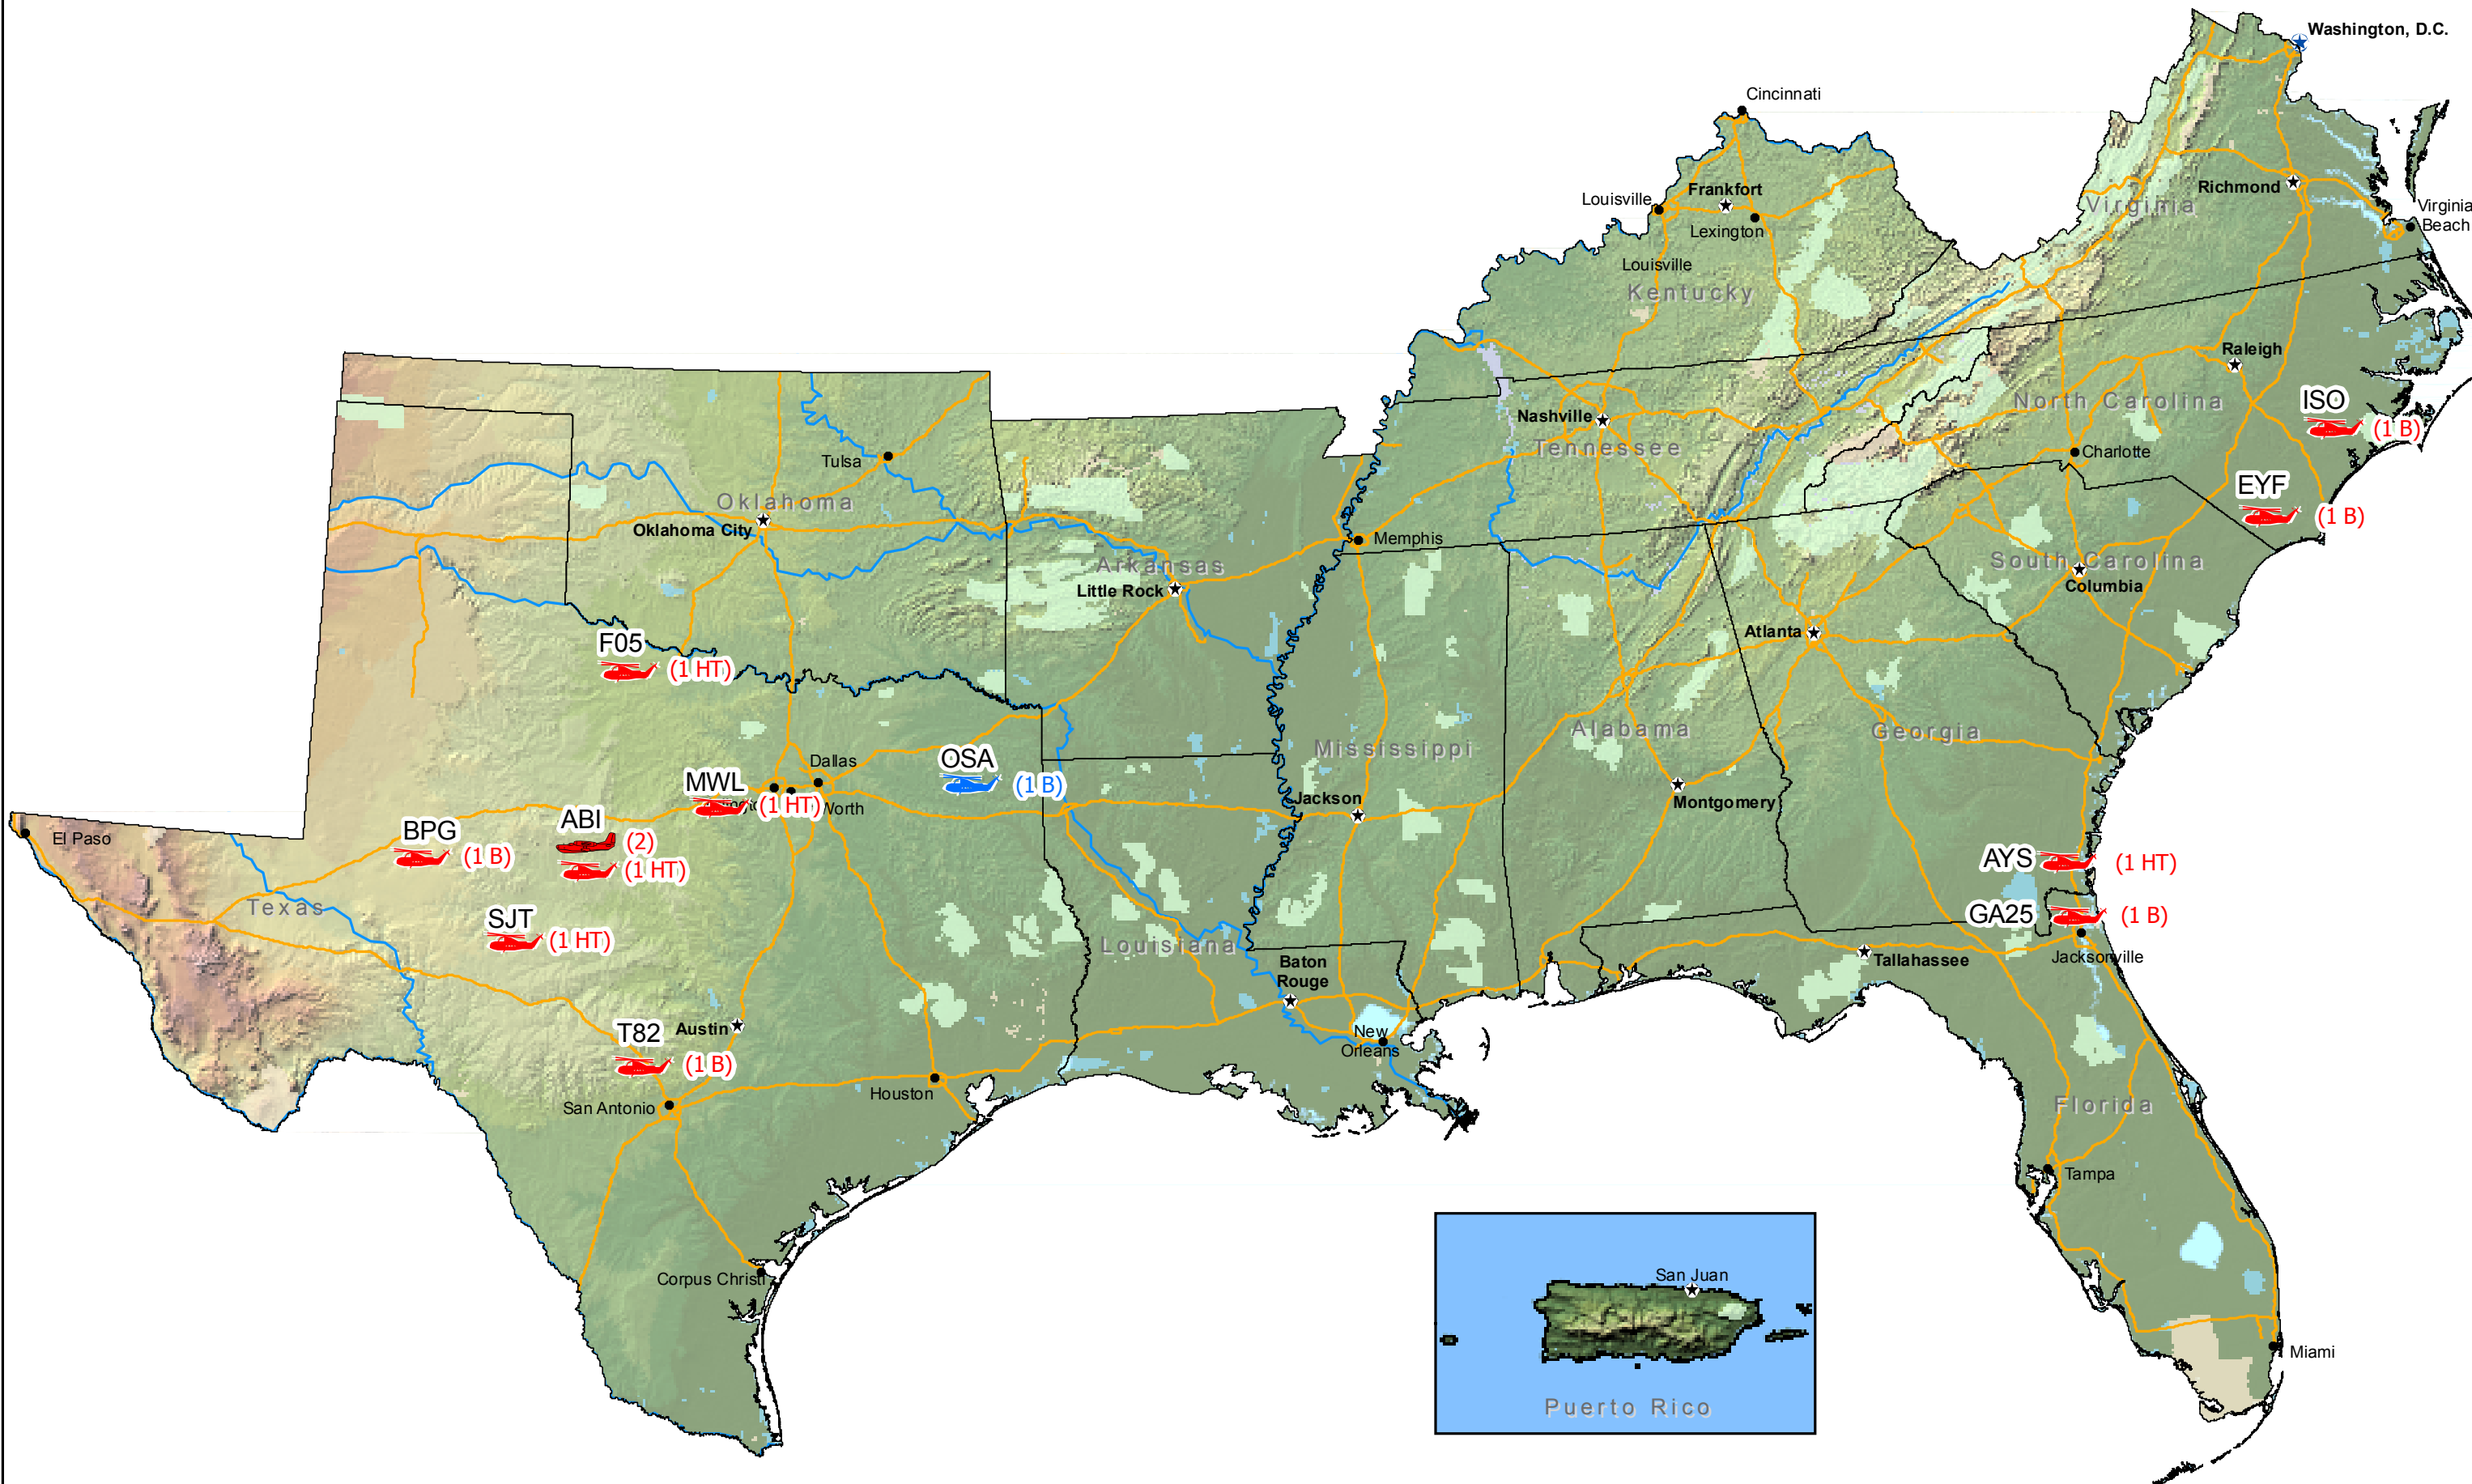 Washington, D.C.
Cincinnati
Louisville
Frankfort
Lexington
Louisville
Kentucky
Richmond
Virginia
Virginia
Beach
Raleigh
North Carolina
ISO
(1 B)
Nashville
Tennessee
Charlotte
EYF
(1 B)
Tulsa
Oklahoma
Oklahoma City
Memphis
Arkansas
Little Rock
South Carolina
Columbia
Atlanta
F05
(1 HT)
Alabama
Georgia
Mississippi
Dallas
OSA
(1 B)
MWL
(1 HT)
Worth
Jackson
Montgomery
El Paso
BPG
(1 B)
ABI
(2)
(1 HT)
AYS
(1 HT)
Texas
SJT
(1 HT)
GA25
(1 B)
Louisiana
Baton
Rouge
Tallahassee
Jacksonville
T82
(1 B)
Austin
New
Orleans
Houston
San Antonio
Florida
Tampa
Corpus Christi
San Juan
Puerto Rico
Miami